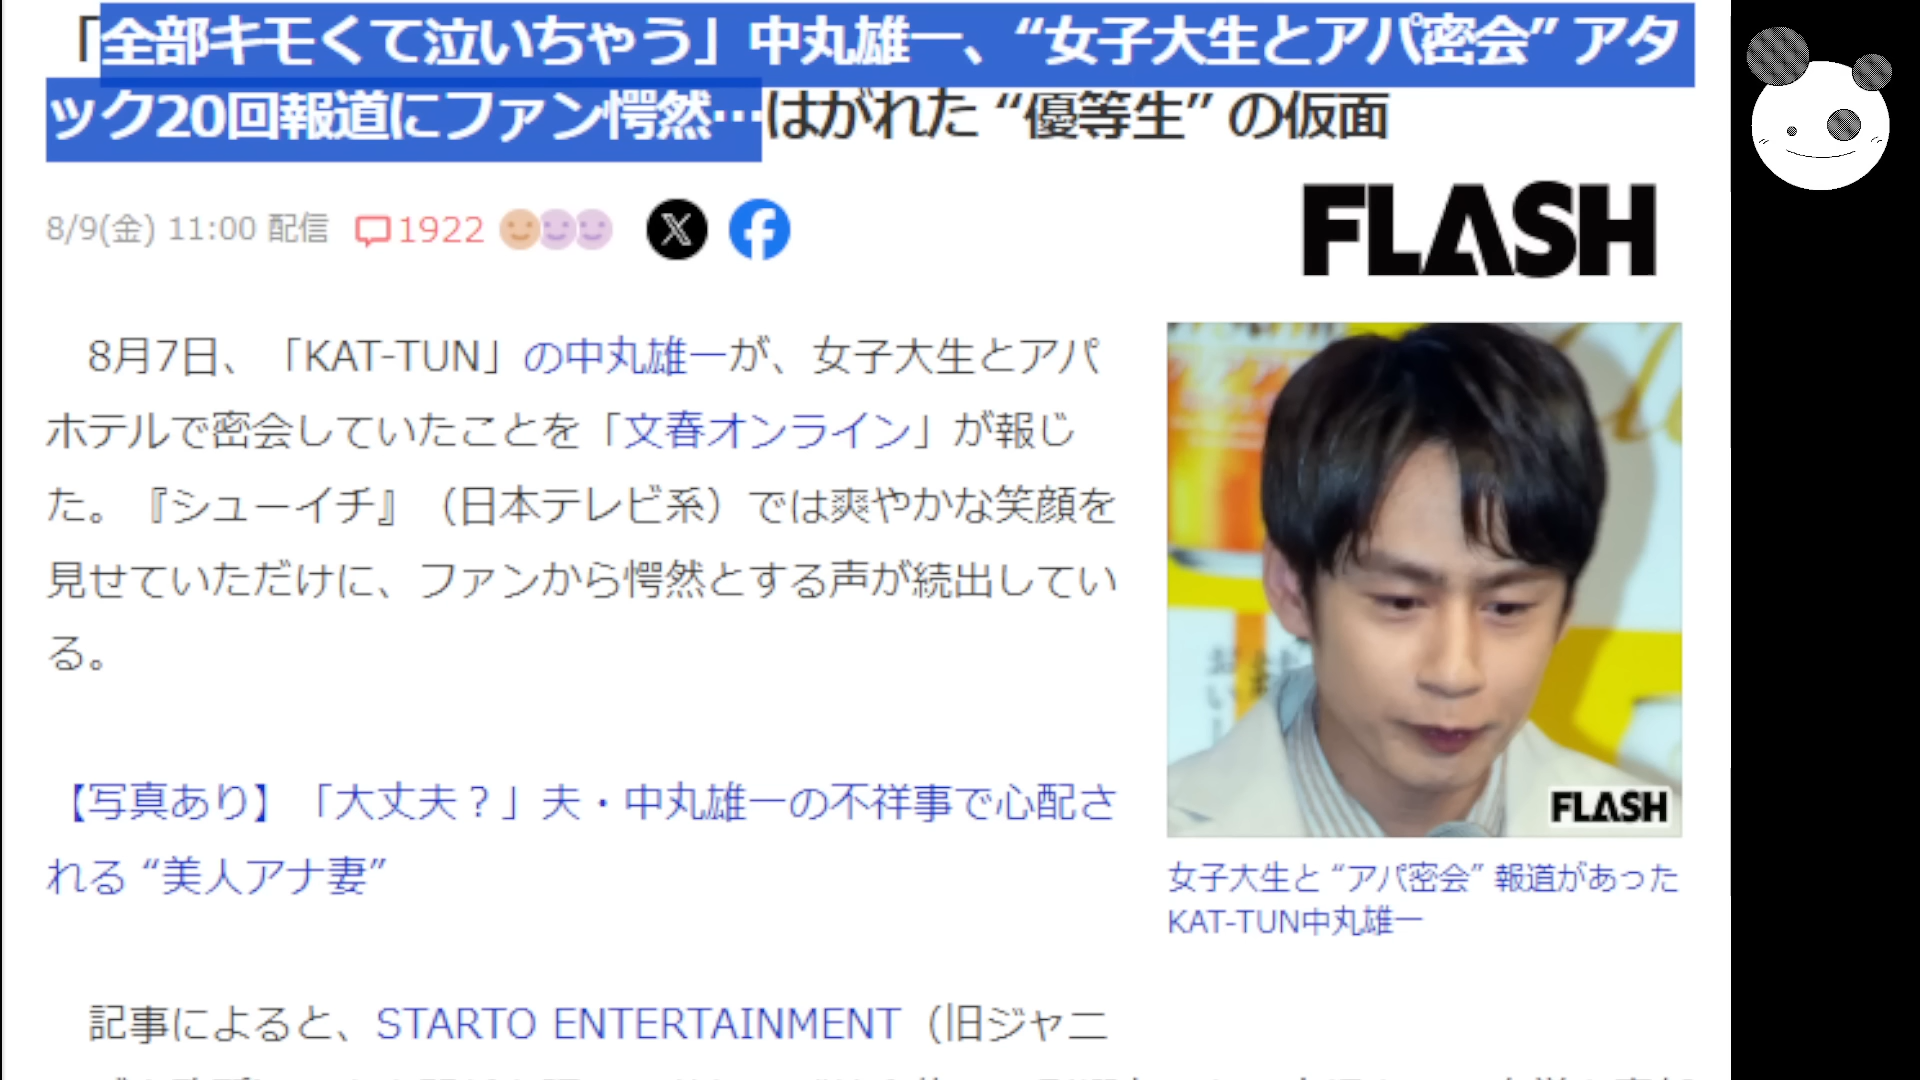 「全部キモくて泣いちゃう」中丸雄一、“女子大生とアパ密会” アタ
ック20回報道にファン愕然…はがれた “優等生” の仮面
8/9(金) 11:00 配信 1922
FLASH
8月7日、「KAT-TUN」の中丸雄一が、女子大生とアパ
ホテルで密会していたことを「文春オンライン」が報じ
た。『シューイチ』（日本テレビ系）では爽やかな笑顔を
見せていただけに、ファンから愕然とする声が続出してい
る。
【写真あり】「大丈夫？」夫・中丸雄一の不祥事で心配さ
れる “美人アナ妻”
FLASH
女子大生と “アパ密会” 報道があった
KAT-TUN中丸雄一
記事によると、STARTO ENTERTAINMENT（旧ジャニ